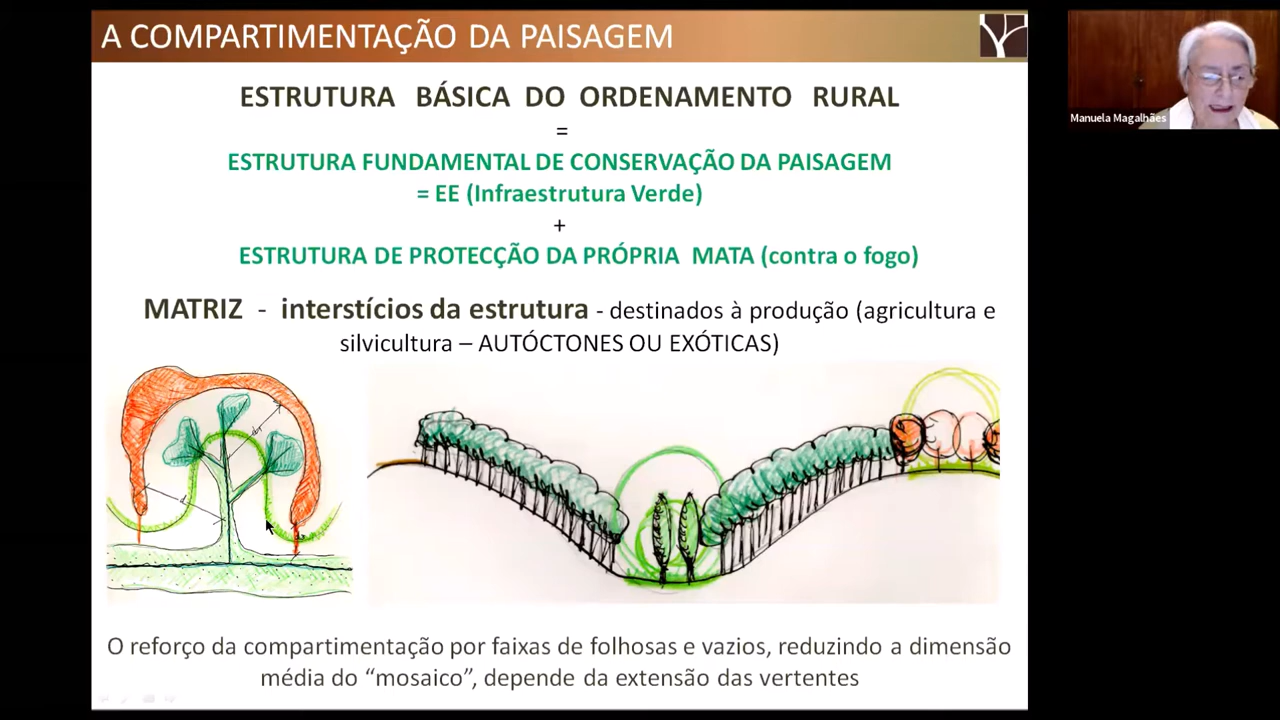 A COMPARTIMENTAÇÃO DA PAISAGEM
Manuela Magalhães
ESTRUTURA BÁSICA DO ORDENAMENTO RURAL
=
ESTRUTURA FUNDAMENTAL DE CONSERVAÇÃO DA PAISAGEM
= EE (Infraestrutura Verde)
+
ESTRUTURA DE PROTECÇÃO DA PRÓPRIA MATA (contra o fogo)
MATRIZ - interstícios da estrutura - destinados à produção (agricultura e
silvicultura – AUTÓCTONES OU EXÓTICAS)
O reforço da compartimentação por faixas de folhosas e vazios, reduzindo a dimensão
média do “mosaico”, depende da extensão das vertentes